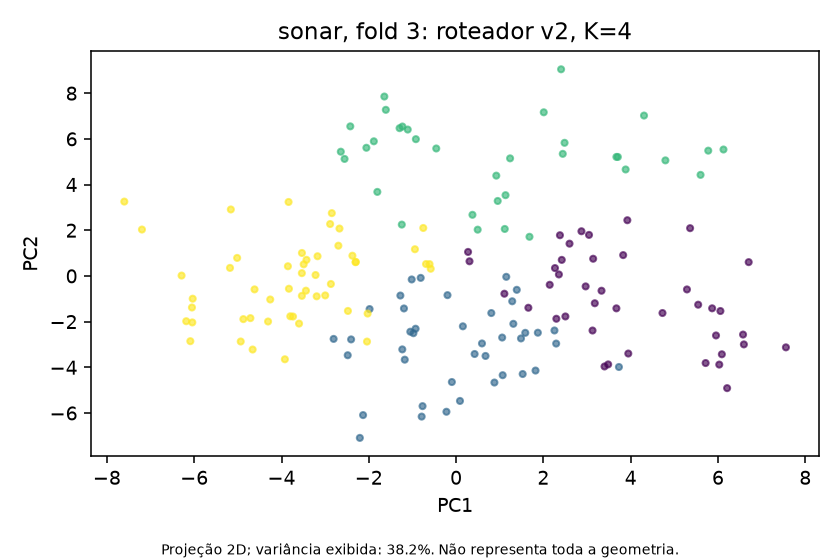 sonar, fold 3: roteador v2, K=4
8
6
4
2
0
−2
−4
−6
PC2
−8 −6 −4 −2 0 2 4 6 8
PC1
Projeção 2D; variância exibida: 38.2%. Não representa toda a geometria.